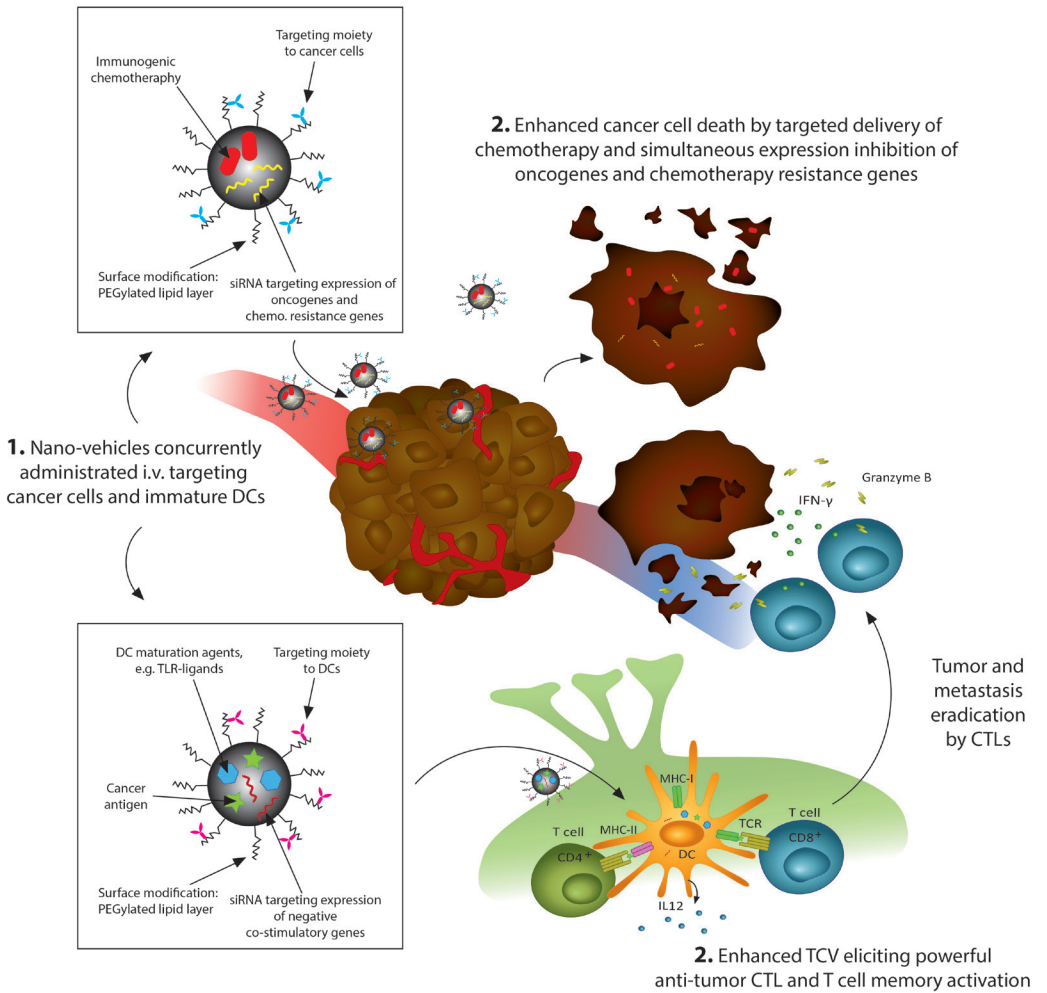 Immunogenic
chemotheraphy
Targeting moiety
to cancer cells
Surface modification:
PEGylated lipid layer
siRNA targeting expression of
oncogenes and
chemo. resistance genes
2. Enhanced cancer cell death by targeted delivery of
chemotherapy and simultaneous expression inhibition of
oncogenes and chemotherapy resistance genes
1. Nano-vehicles concurrently
administrated i.v. targeting
cancer cells and immature DCs
Granzyme B
IFN-γ
DC maturation agents,
e.g. TLR-ligands
Targeting moiety
to DCs
Cancer
antigen
Surface modification:
PEGylated lipid layer
siRNA targeting expression
of negative
co-stimulatory genes
Tumor and
metastasis
eradication
by CTLs
MHC-I
T cell
MHC-II
TCR
T cell
CD4+
DC
CD8+
IL12
2. Enhanced TCV eliciting powerful
anti-tumor CTL and T cell memory activation